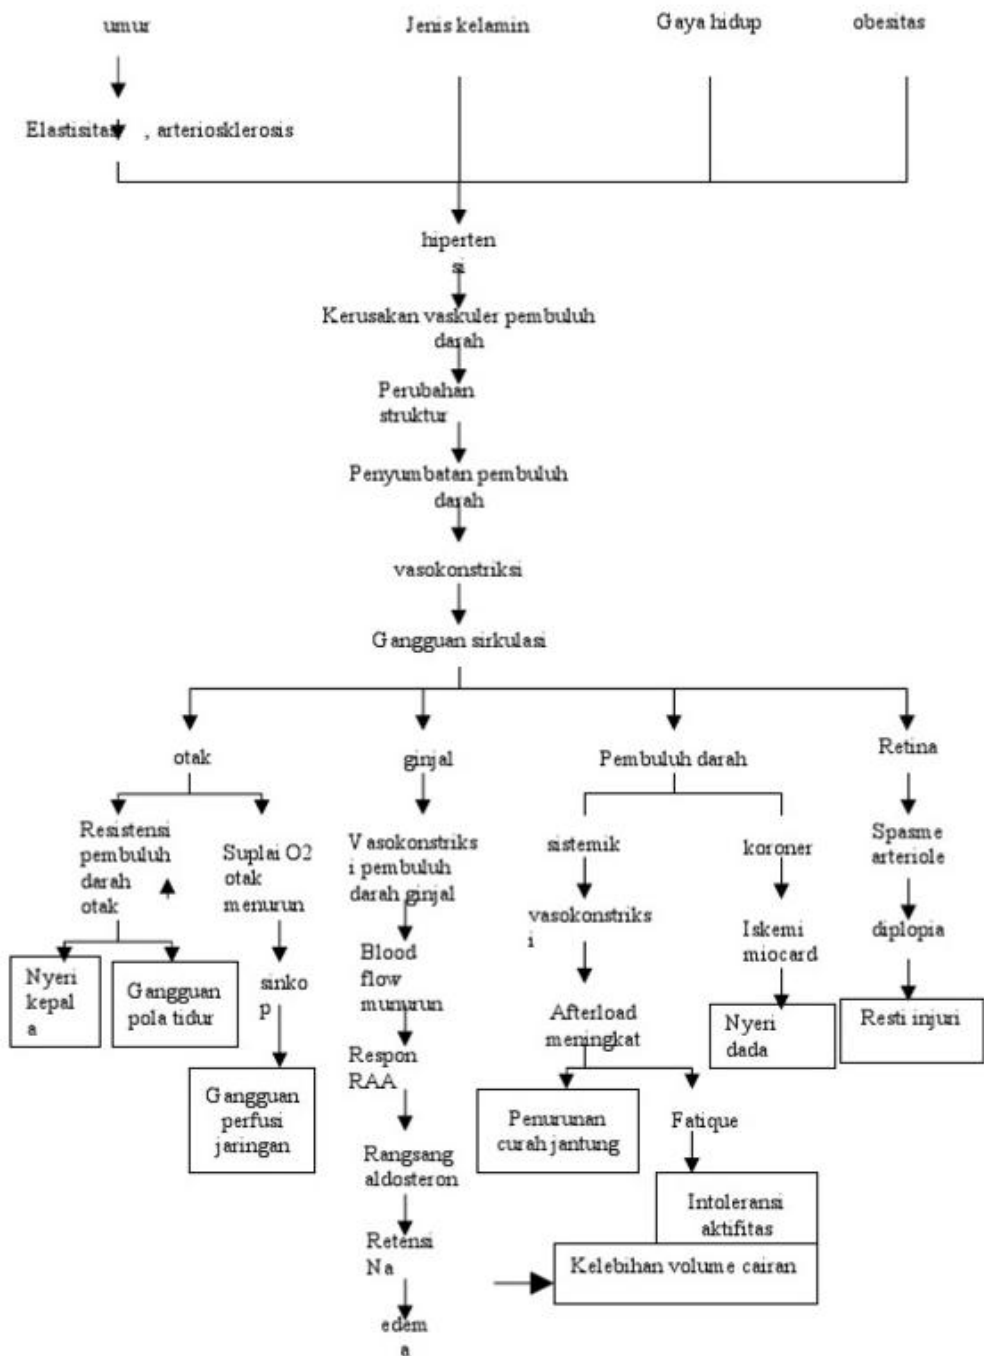 umur
Jenis kelamin
Gaya hidup
obesitas
Elastisitas , arteriosklerosis
hiperten
si
Kerusakan vaskuler pembuluh
darah
Perubahan
struktur
Penyumbatan pembuluh
darah
vasokonstriksi
Gangguan sirkulasi
otak
ginjal
Pembuluh darah
Retina
Resistensi
pembuluh
darah
otak
Suplai O2
otak
menurun
Vasokonstriks
i pembuluh
darah ginjal
sistemik
koroner
Spasme
arteriole
vasokonstriks
i
Iskemi
miocard
diplopia
Nyeri
kepal
a
Gangguan
pola tidur
sinko
p
Blood
flow
munurun
Afterload
meningkat
Nyeri
dada
Resti injuri
Respon
RAA
Gangguan
perfusi
jaringan
Penurunan
curah jantung
Fatique
Rangsang
aldosteron
Intoleransi
aktifitas
Retensi
Na
Kelebihan volume cairan
edem
a